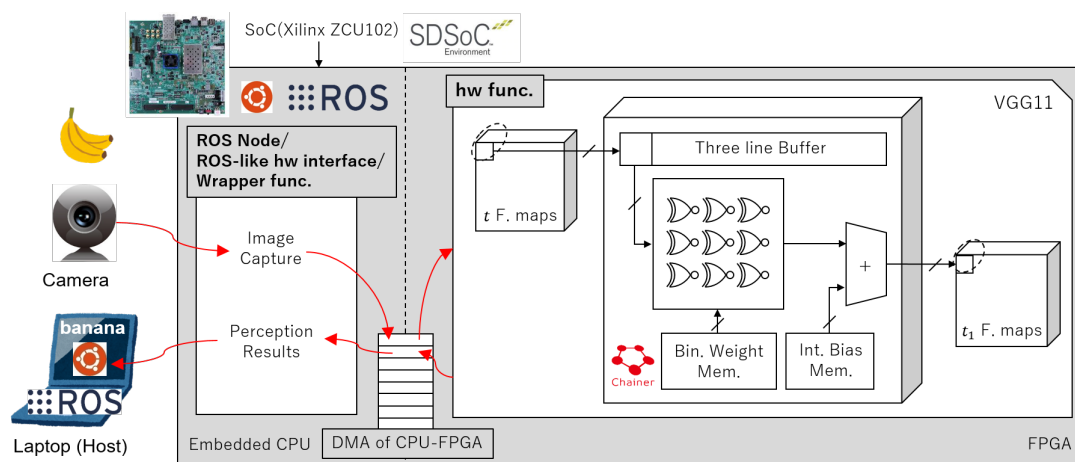 SoC(Xilinx ZCU102)
SDSoC™
Environment
ROS
hw func.
VGG11
ROS Node/
ROS-like hw interface/
Wrapper func.
Three line Buffer
t F. maps
Image
Capture
Camera
+
t₁ F. maps
banana
Perception
Results
Bin. Weight
Mem.
Int. Bias
Mem.
Chainer
ROS
Laptop (Host)
Embedded CPU
DMA of CPU-FPGA
FPGA